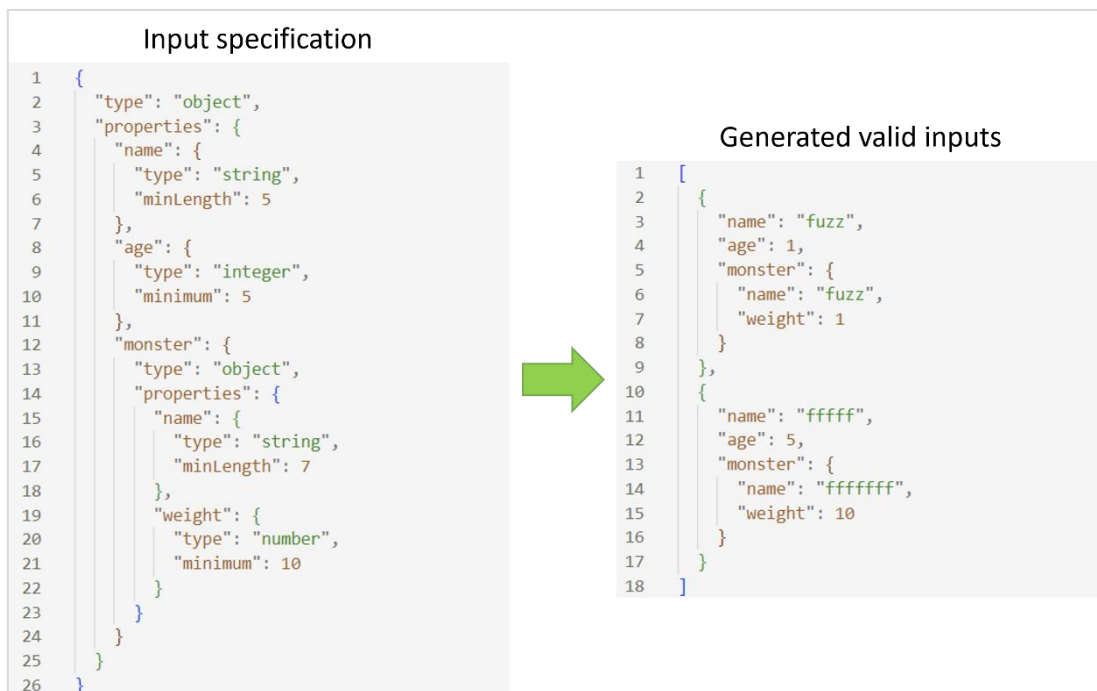 Input specification
1 {
2 "type": "object",
3 "properties": {
4 "name": {
5 "type": "string",
6 "minLength": 5
7 },
8 "age": {
9 "type": "integer",
10 "minimum": 5
11 },
12 "monster": {
13 "type": "object",
14 "properties": {
15 "name": {
16 "type": "string",
17 "minLength": 7
18 },
19 "weight": {
20 "type": "number",
21 "minimum": 10
22 }
23 }
24 }
25 }
26 }
Generated valid inputs
1 [
2 {
3 "name": "fuzz",
4 "age": 1,
5 "monster": {
6 "name": "fuzz",
7 "weight": 1
8 }
9 },
10 {
11 "name": "fffff",
12 "age": 5,
13 "monster": {
14 "name": "fffffff",
15 "weight": 10
16 }
17 }
18 ]